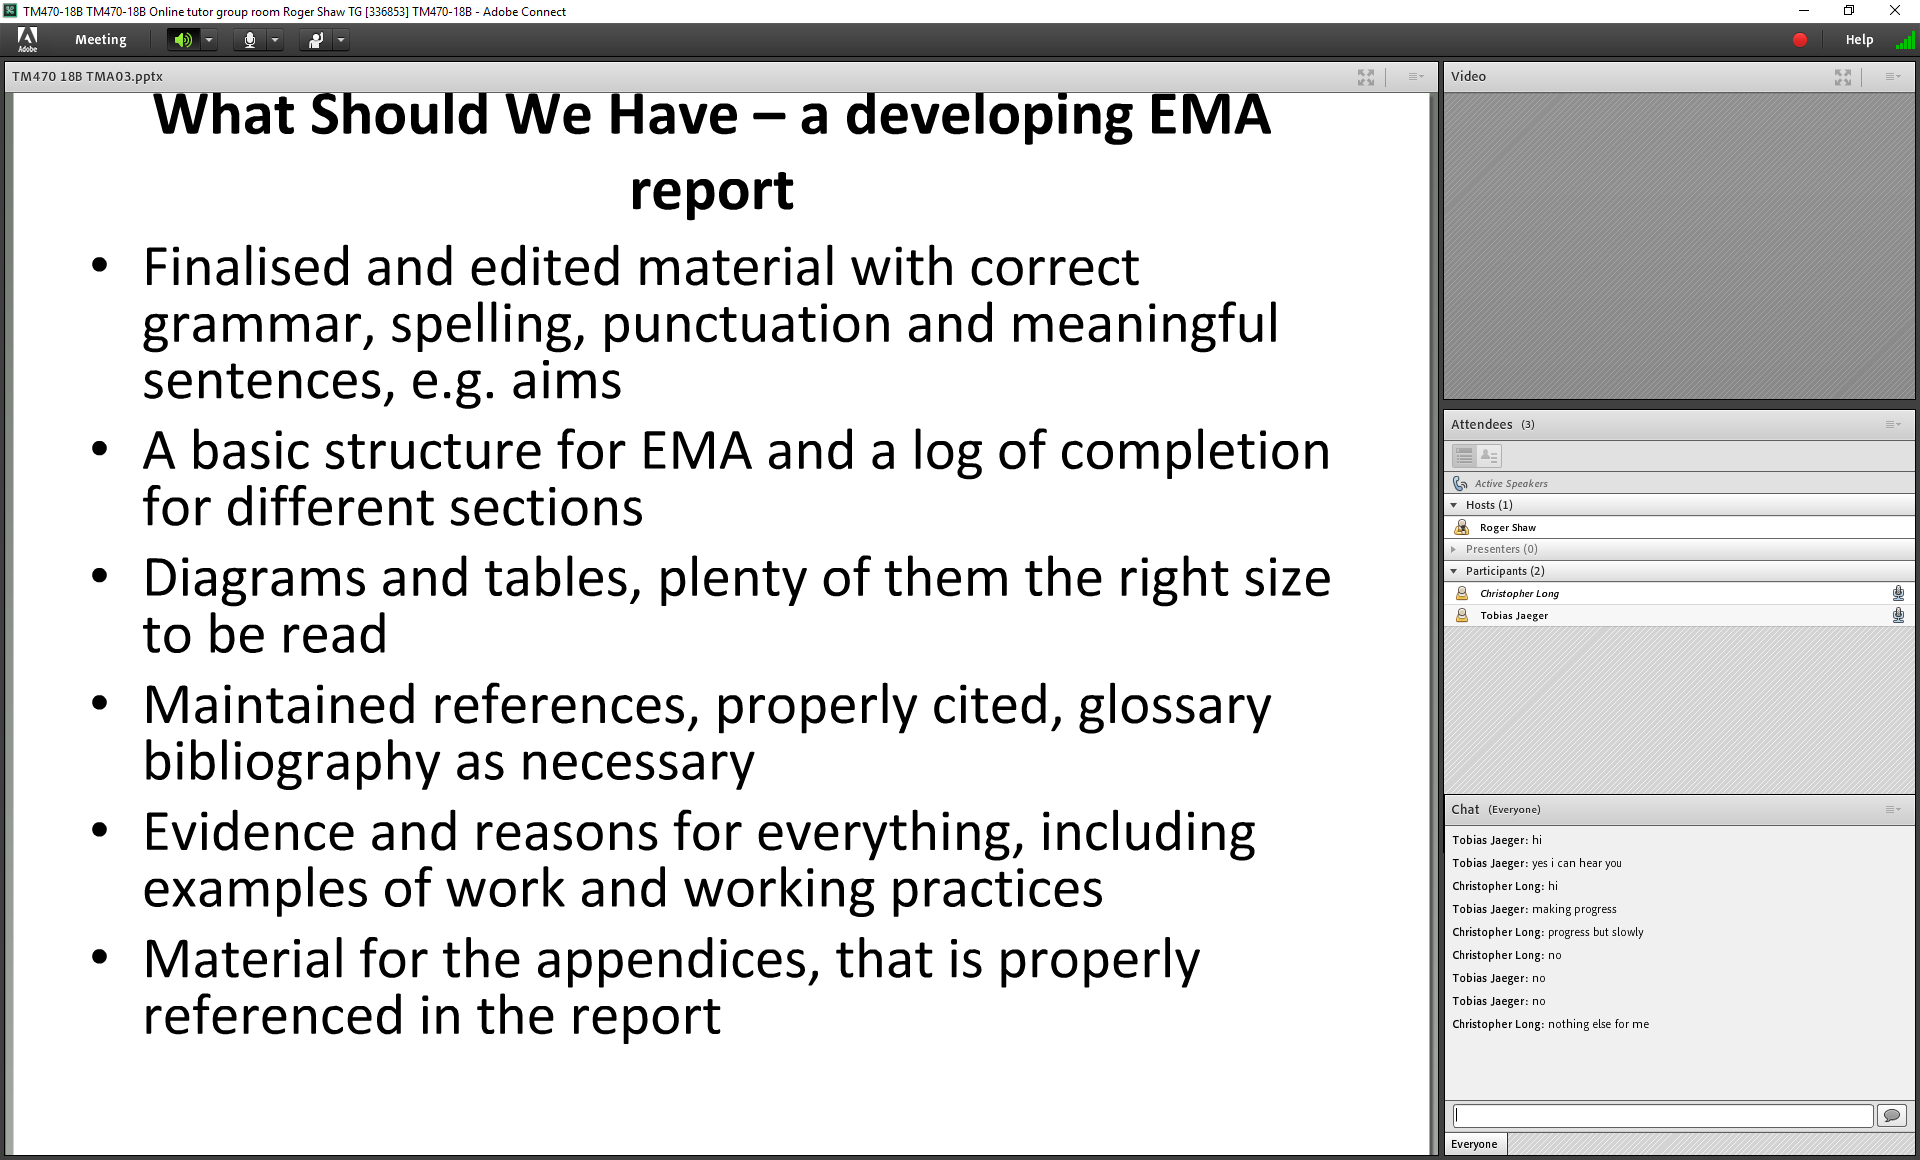 TM470-18B TM470-18B Online tutor group room Roger Shaw TG [336853] TM470-18B - Adobe Connect
Adobe
Meeting
Help
TM470 18B TMA03.pptx
What Should We Have – a developing EMA
report
• Finalised and edited material with correct
grammar, spelling, punctuation and meaningful
sentences, e.g. aims
• A basic structure for EMA and a log of completion
for different sections
• Diagrams and tables, plenty of them the right size
to be read
• Maintained references, properly cited, glossary
bibliography as necessary
• Evidence and reasons for everything, including
examples of work and working practices
• Material for the appendices, that is properly
referenced in the report
Video
Attendees (3)
Active Speakers
Hosts (1)
Roger Shaw
Presenters (0)
Participants (2)
Christopher Long
Tobias Jaeger
Chat (Everyone)
Tobias Jaeger: hi
Tobias Jaeger: yes i can hear you
Christopher Long: hi
Tobias Jaeger: making progress
Christopher Long: progress but slowly
Christopher Long: no
Tobias Jaeger: no
Tobias Jaeger: no
Christopher Long: nothing else for me
Everyone